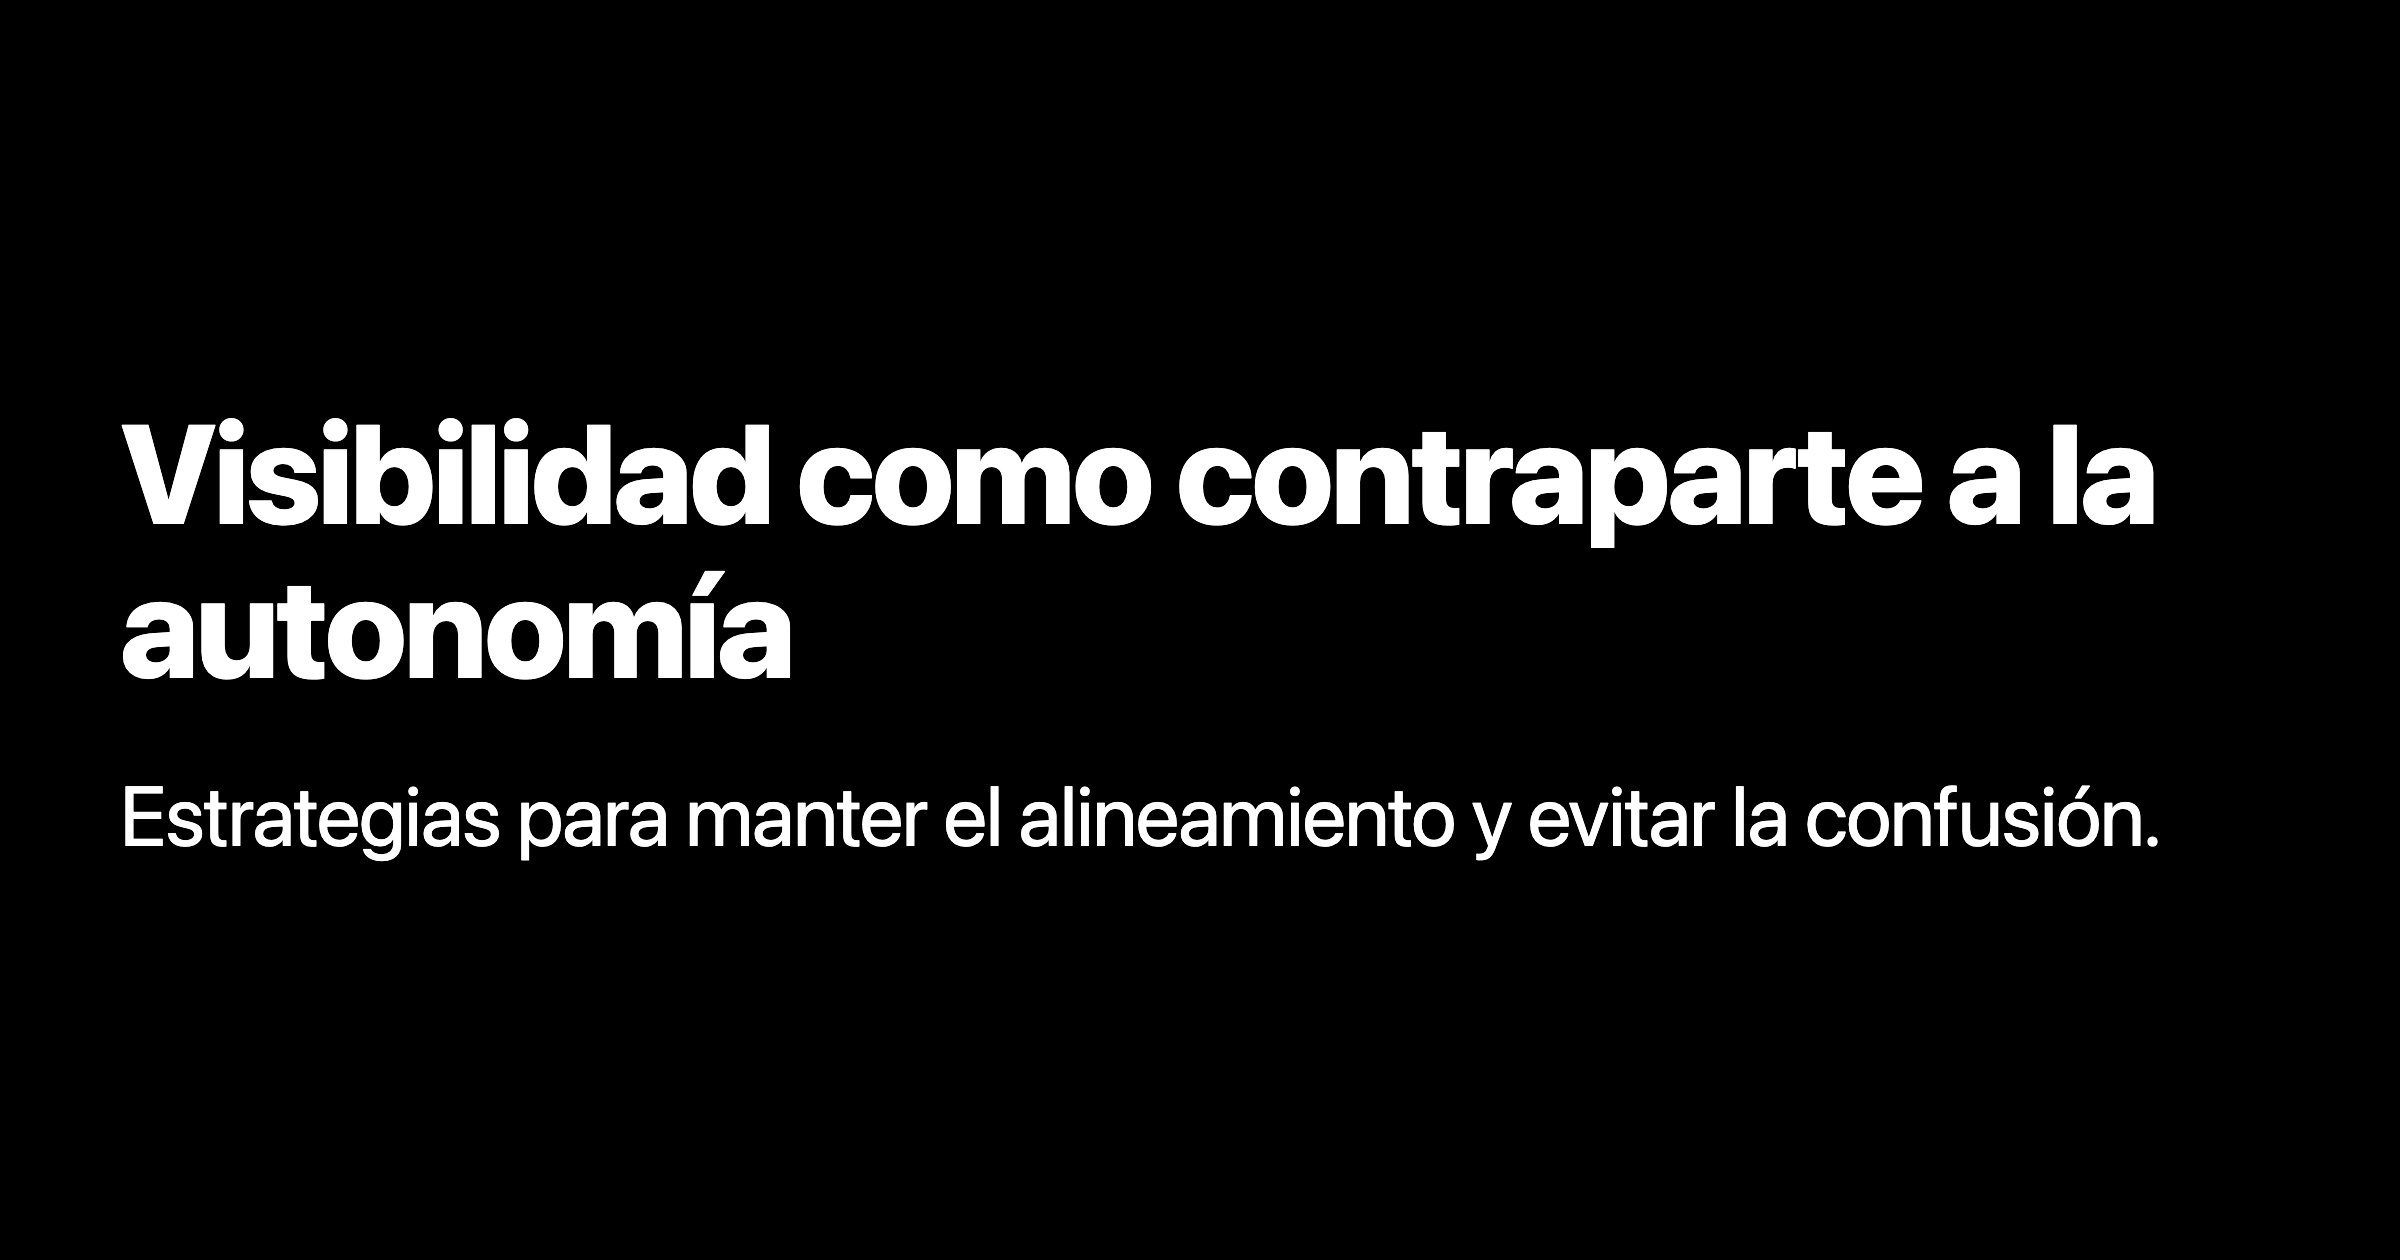 Visibilidad como contraparte a la
autonomía
Estrategias para manter el alineamiento y evitar la confusión.